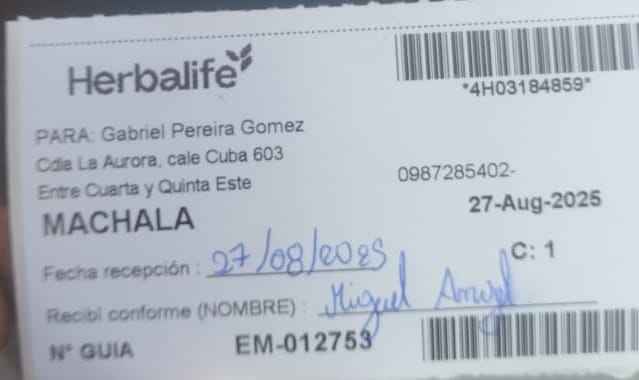 Herbalife
*4H03184859*
PARA: Gabriel Pereira Gomez
Cdla La Aurora, cale Cuba 603
Entre Cuarta y Quinta Este
0987285402-
MACHALA
27-Aug-2025
Fecha recepción : 27/08/2025
C: 1
Recibí conforme (NOMBRE) : Miguel Angel
N° GUIA EM-012753